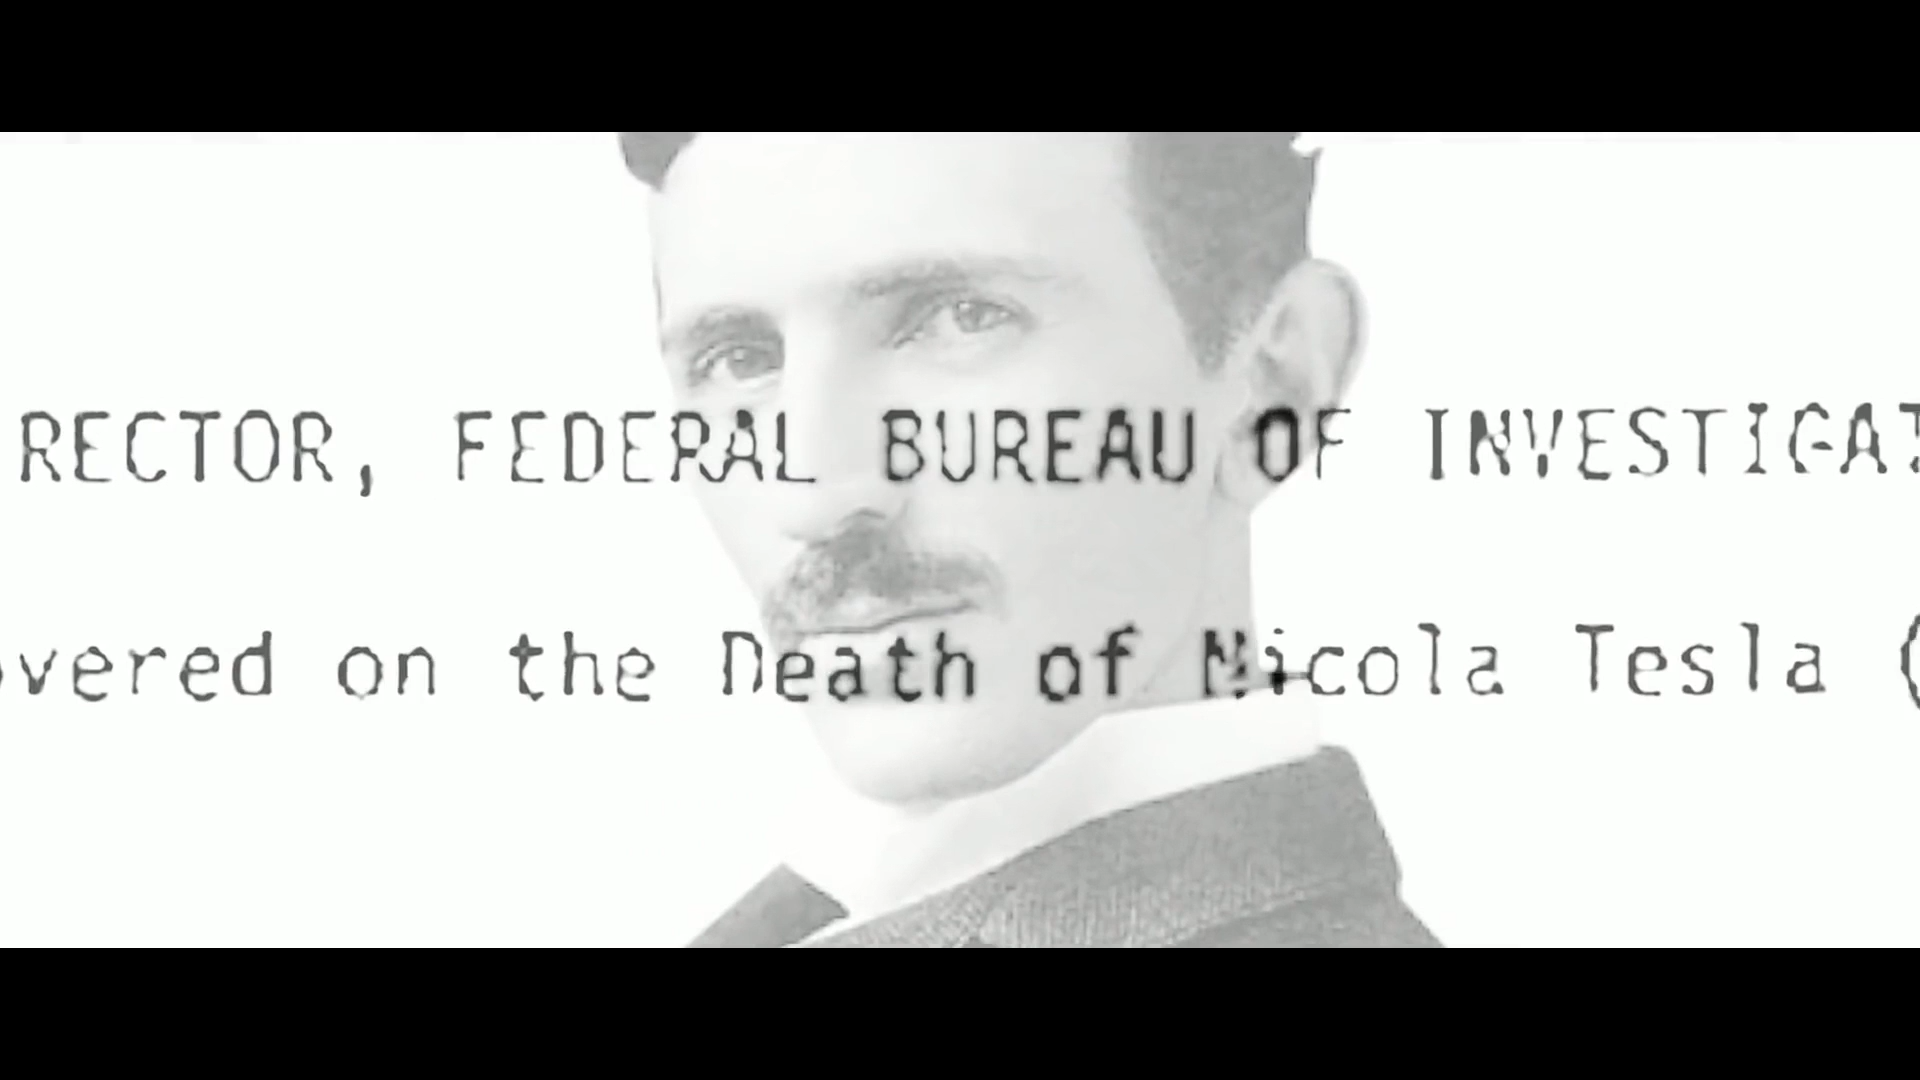 RECTOR, FEDERAL BUREAU OF INVESTIGAT
overed on the Death of Nicola Tesla (